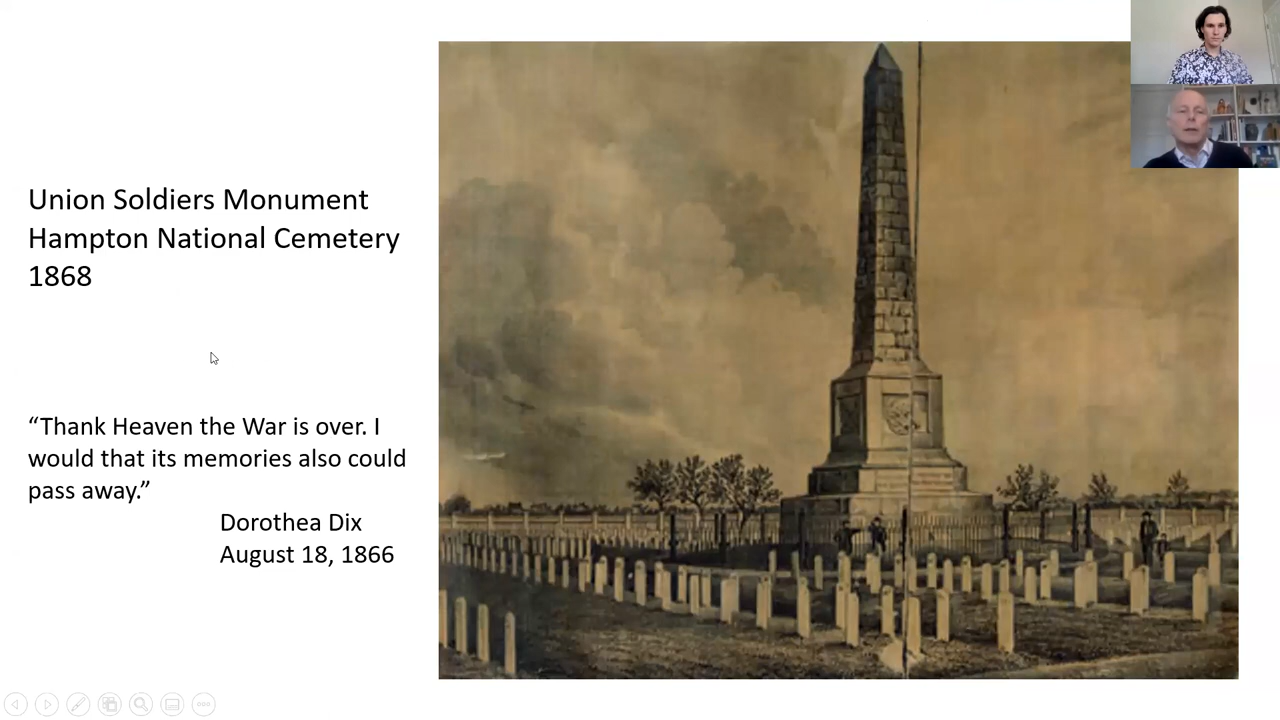 Union Soldiers Monument
Hampton National Cemetery
1868
“Thank Heaven the War is over. I
would that its memories also could
pass away.”
Dorothea Dix
August 18, 1866